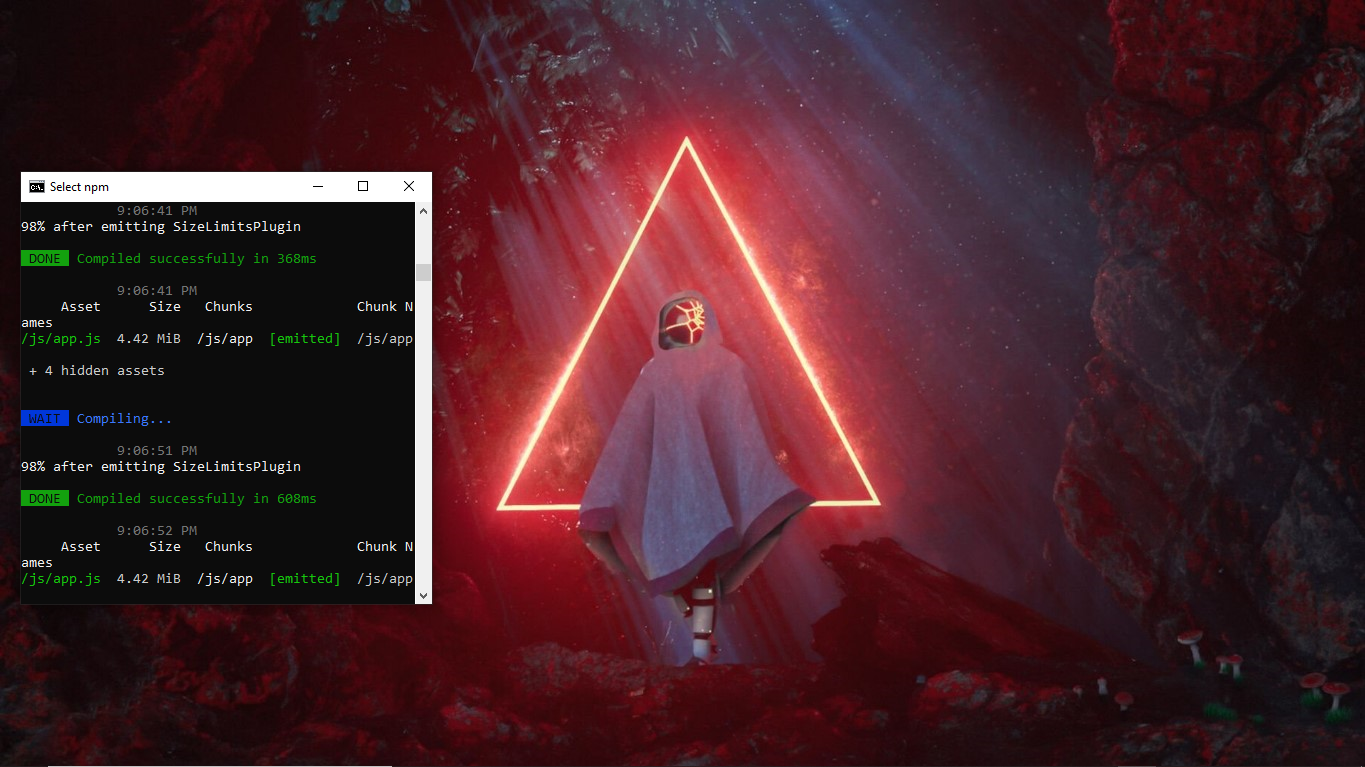 Select npm
9:06:41 PM
98% after emitting SizeLimitsPlugin
DONE Compiled successfully in 368ms
9:06:41 PM
Asset Size Chunks Chunk N
ames
/js/app.js 4.42 MiB /js/app [emitted] /js/app
+ 4 hidden assets
WAIT Compiling...
9:06:51 PM
98% after emitting SizeLimitsPlugin
DONE Compiled successfully in 608ms
9:06:52 PM
Asset Size Chunks Chunk N
ames
/js/app.js 4.42 MiB /js/app [emitted] /js/app